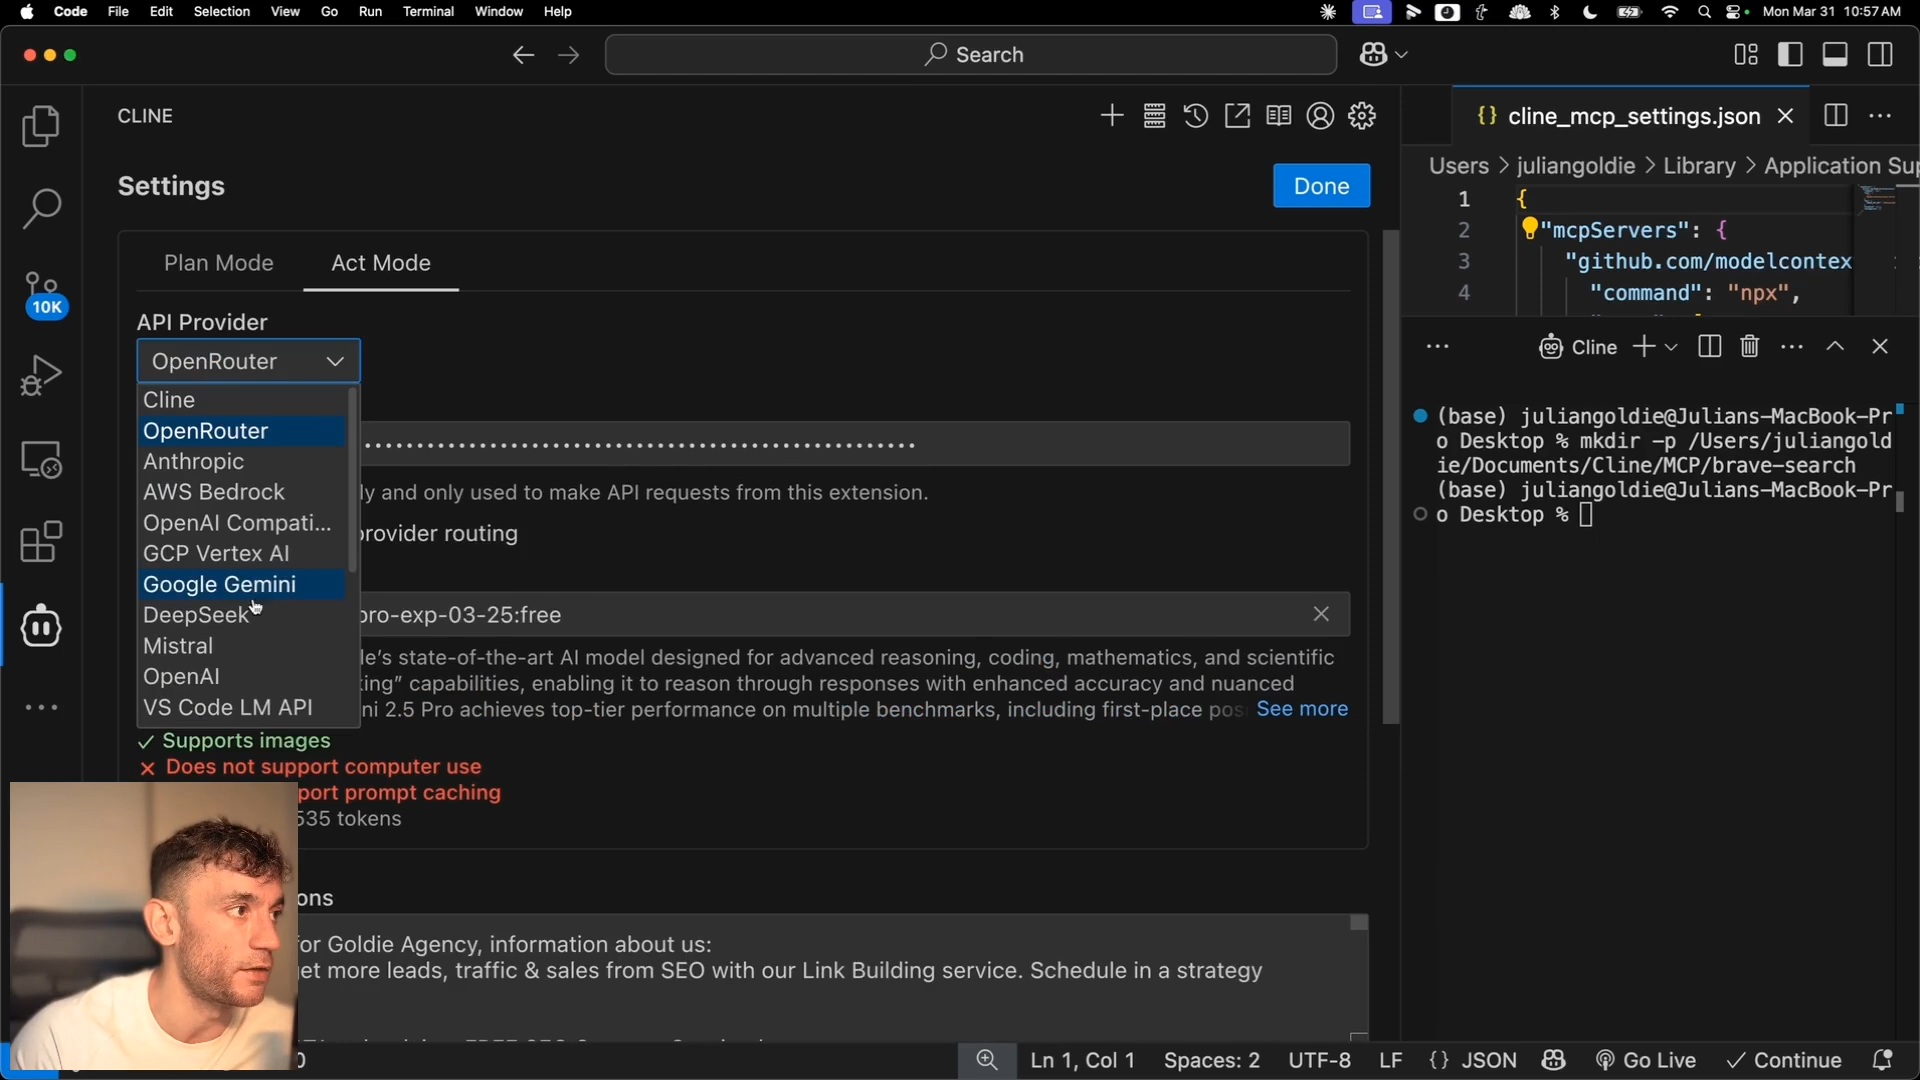 Code File Edit Selection View Go Run Terminal Window Help
Mon Mar 31 10:57 AM
Search
CLINE
cline_mcp_settings.json
Users > juliangoldie > Library > Application Sup
Settings
Done
10K
Plan Mode Act Mode
API Provider
OpenRouter
Cline
OpenRouter
Anthropic
AWS Bedrock
OpenAI Compati...
GCP Vertex AI
Google Gemini
DeepSeek
Mistral
OpenAI
VS Code LM API
ly and only used to make API requests from this extension.
provider routing
pro-exp-03-25:free
le's state-of-the-art AI model designed for advanced reasoning, coding, mathematics, and scientific
king” capabilities, enabling it to reason through responses with enhanced accuracy and nuanced
ni 2.5 Pro achieves top-tier performance on multiple benchmarks, including first-place pos See more
✓ Supports images
✕ Does not support computer use
port prompt caching
535 tokens
ons
for Goldie Agency, information about us:
et more leads, traffic & sales from SEO with our Link Building service. Schedule in a strategy
1 {
2 "mcpServers": {
3 "github.com/modelcontex
4 "command": "npx",
Cline
(base) juliangoldie@Julians-MacBook-Pr
o Desktop % mkdir -p /Users/juliangold
ie/Documents/Cline/MCP/brave-search
(base) juliangoldie@Julians-MacBook-Pr
o Desktop %
0
Ln 1, Col 1 Spaces: 2 UTF-8 LF {} JSON Go Live ✓ Continue